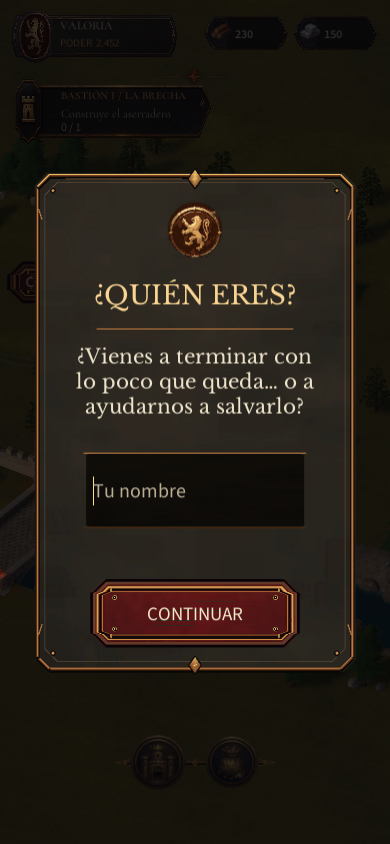 VALORIA
PODER 2.452
230
150
BASTIÓN I / LA BRECHA
Construye el aserradero
0 / 1
¿QUIÉN ERES?
¿Vienes a terminar con
lo poco que queda... o a
ayudarnos a salvarlo?
Tu nombre
CONTINUAR